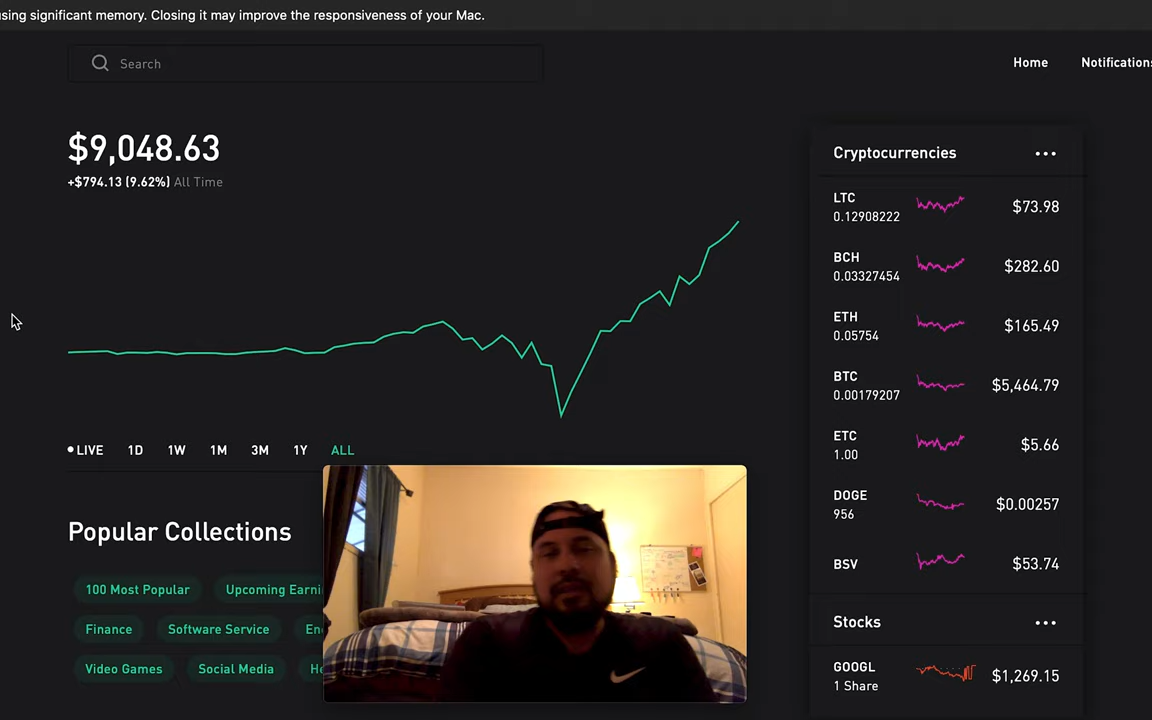 sing significant memory. Closing it may improve the responsiveness of your Mac.
Search
Home Notifications
$9,048.63
+$794.13 (9.62%) All Time
LIVE 1D 1W 1M 3M 1Y ALL
Popular Collections
100 Most Popular Upcoming Earni
Finance Software Service En
Video Games Social Media He
Cryptocurrencies
LTC
0.12908222
$73.98
BCH
0.03327454
$282.60
ETH
0.05754
$165.49
BTC
0.00179207
$5,464.79
ETC
1.00
$5.66
DOGE
956
$0.00257
BSV
$53.74
Stocks
GOOGL
1 Share
$1,269.15